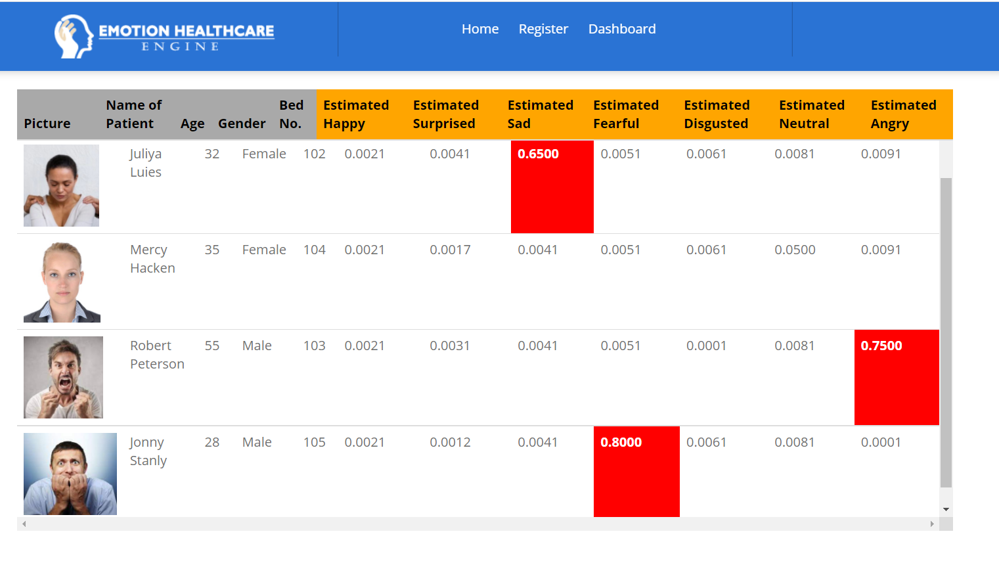 EMOTION HEALTHCARE
ENGINE
Home Register Dashboard
Picture Name of Patient Age Gender Bed No. Estimated Happy Estimated Surprised Estimated Sad Estimated Fearful Estimated Disgusted Estimated Neutral Estimated Angry
Juliya Luies 32 Female 102 0.0021 0.0041 0.6500 0.0051 0.0061 0.0081 0.0091
Mercy Hacken 35 Female 104 0.0021 0.0017 0.0041 0.0051 0.0061 0.0500 0.0091
Robert Peterson 55 Male 103 0.0021 0.0031 0.0041 0.0051 0.0001 0.0081 0.7500
Jonny Stanly 28 Male 105 0.0021 0.0012 0.0041 0.8000 0.0061 0.0081 0.0001